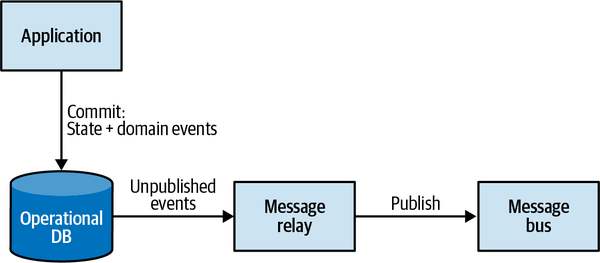 Application
Commit:
State + domain events
Operational
DB
Unpublished
events
Message
relay
Publish
Message
bus